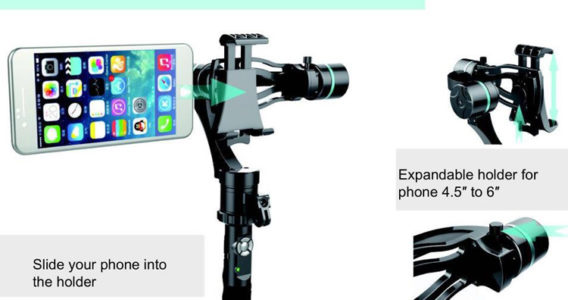 Expandable holder for
phone 4.5″ to 6″
Slide your phone into
the holder